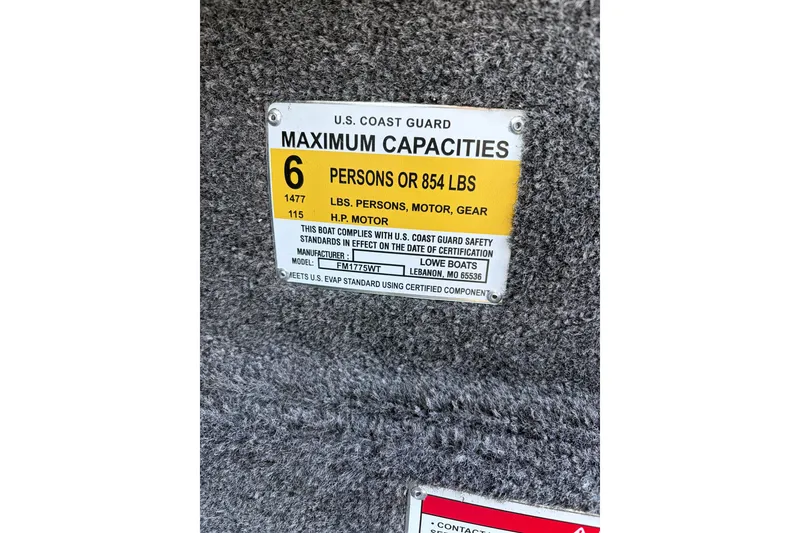 U.S. COAST GUARD
MAXIMUM CAPACITIES
6 PERSONS OR 854 LBS
1477 LBS. PERSONS, MOTOR, GEAR
115 H.P. MOTOR
THIS BOAT COMPLIES WITH U.S. COAST GUARD SAFETY
STANDARDS IN EFFECT ON THE DATE OF CERTIFICATION
MANUFACTURER : LOWE BOATS
MODEL: FM1775WT LEBANON, MO 65536
MEETS U.S. EVAP STANDARD USING CERTIFIED COMPONENT
• CONTACT